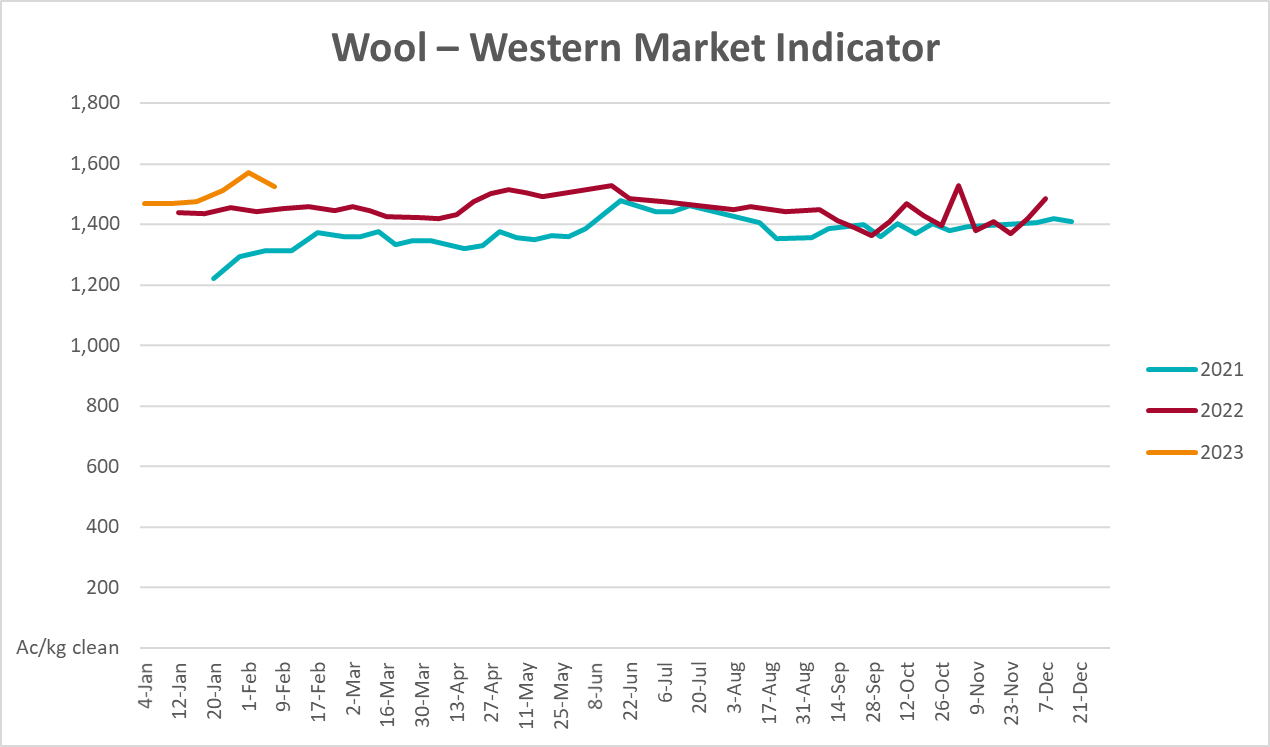 Wool – Western Market Indicator
1,800
1,600
1,400
1,200
1,000
800
600
400
200
Ac/kg clean
4-Jan
12-Jan
20-Jan
1-Feb
9-Feb
17-Feb
2-Mar
16-Mar
30-Mar
13-Apr
27-Apr
11-May
25-May
8-Jun
22-Jun
6-Jul
20-Jul
3-Aug
17-Aug
31-Aug
14-Sep
28-Sep
12-Oct
26-Oct
9-Nov
23-Nov
7-Dec
21-Dec
2021
2022
2023